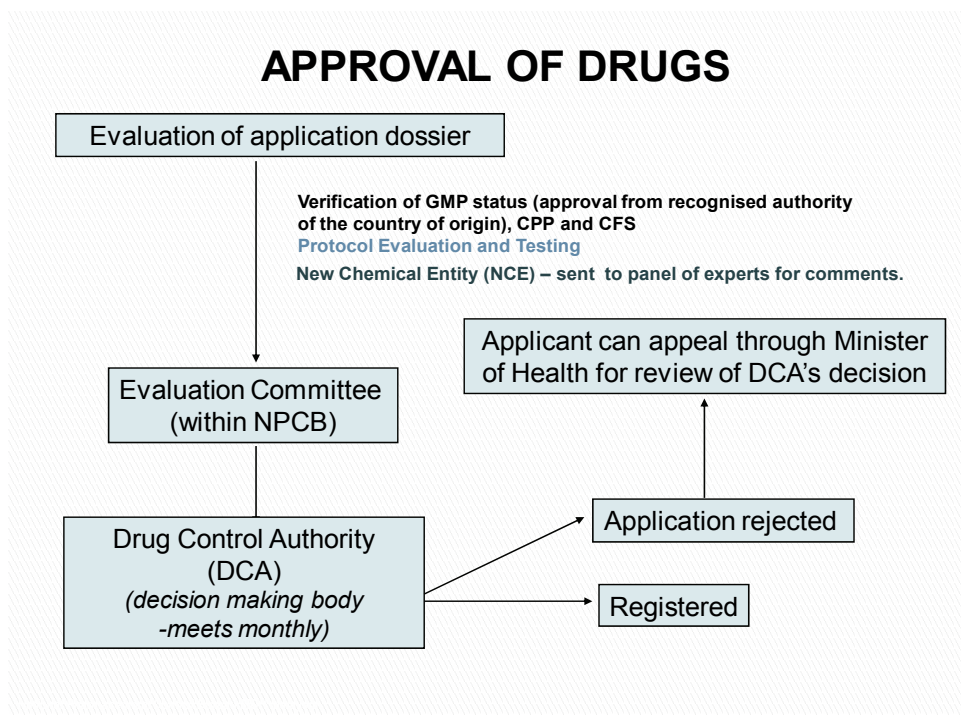 APPROVAL OF DRUGS
Evaluation of application dossier
Verification of GMP status (approval from recognised authority
of the country of origin), CPP and CFS
Protocol Evaluation and Testing
New Chemical Entity (NCE) – sent to panel of experts for comments.
Applicant can appeal through Minister
of Health for review of DCA’s decision
Evaluation Committee
(within NPCB)
Application rejected
Drug Control Authority
(DCA)
(decision making body
-meets monthly)
Registered